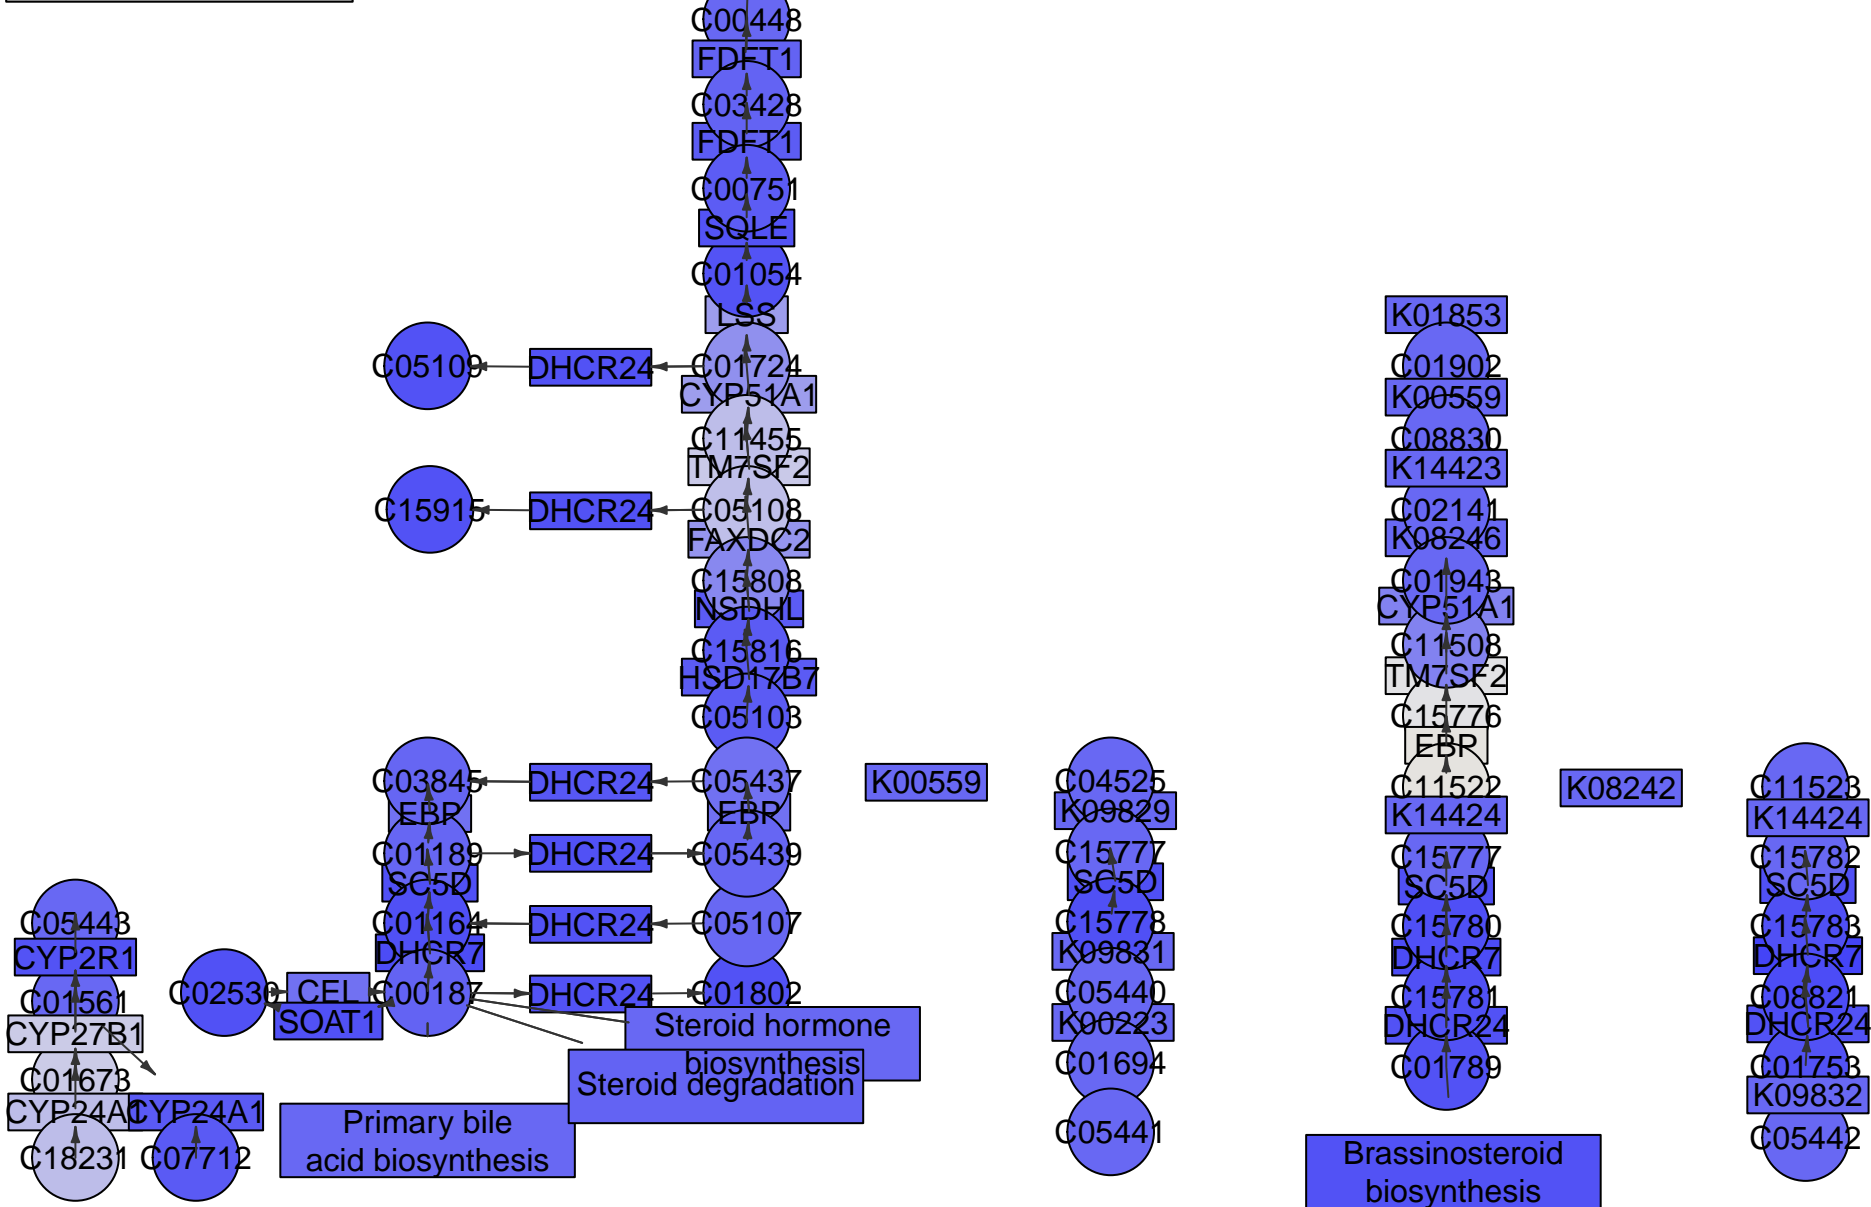 C00448
FDFT1
C03428
FDFT1
C00751
SQLE
C01054
LSS
C05109
DHCR24
C01724
CYP51A1
C11455
TM7SF2
C15915
DHCR24
C05108
FAXDC2
C15808
NSDHL
C15816
HSD17B7
C05103
C03845
DHCR24
C05437
EBP
EBP
C01189
DHCR24
C05439
SC5D
C01164
DHCR24
C05107
DHCR7
C02530
CEL
SOAT1
C00187
DHCR24
C01802
Steroid hormone
biosynthesis
Steroid degradation
Primary bile
acid biosynthesis
C05443
CYP2R1
C01561
CYP27B1
C01673
CYP24A1
CYP24A1
C18231
C07712
K00559
C04525
K09829
C15777
SC5D
C15778
K09831
C05440
K00223
C01694
C05441
K01853
C01902
K00559
C08830
K14423
C02141
K08246
C01943
CYP51A1
C11508
TM7SF2
C15776
EBP
C11522
K14424
C15777
SC5D
C15780
DHCR7
C15781
DHCR24
C01789
Brassinosteroid
biosynthesis
K08242
C11523
K14424
C15782
SC5D
C15783
DHCR7
C08821
DHCR24
C01753
K09832
C05442